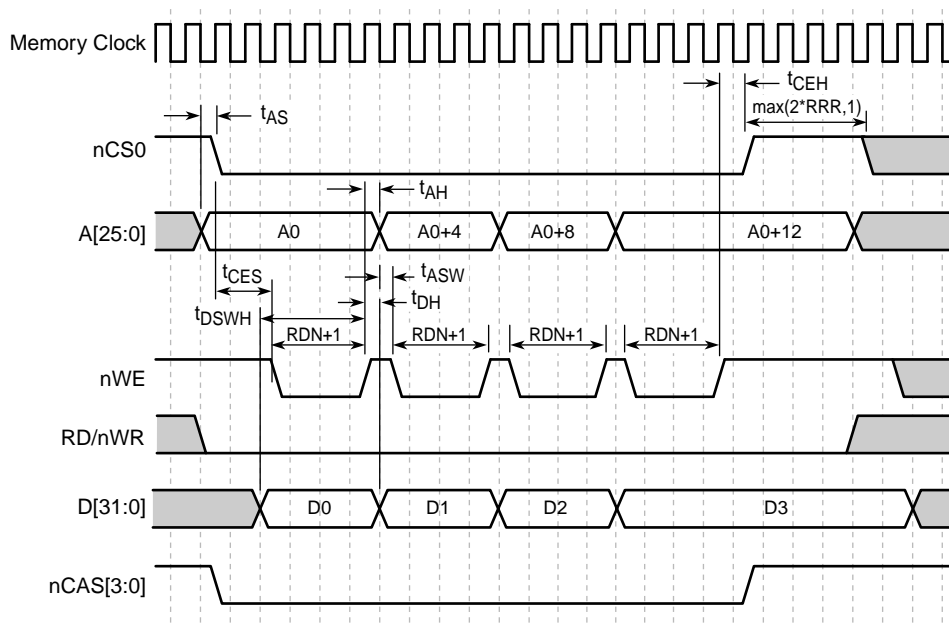 Memory Clock
tCEH
tAS
max(2*RRR,1)
nCS0
tAH
A[25:0]
A0
A0+4
A0+8
A0+12
tCES
tASW
tDH
tDSWH
RDN+1
RDN+1
RDN+1
RDN+1
nWE
RD/nWR
D[31:0]
D0
D1
D2
D3
nCAS[3:0]